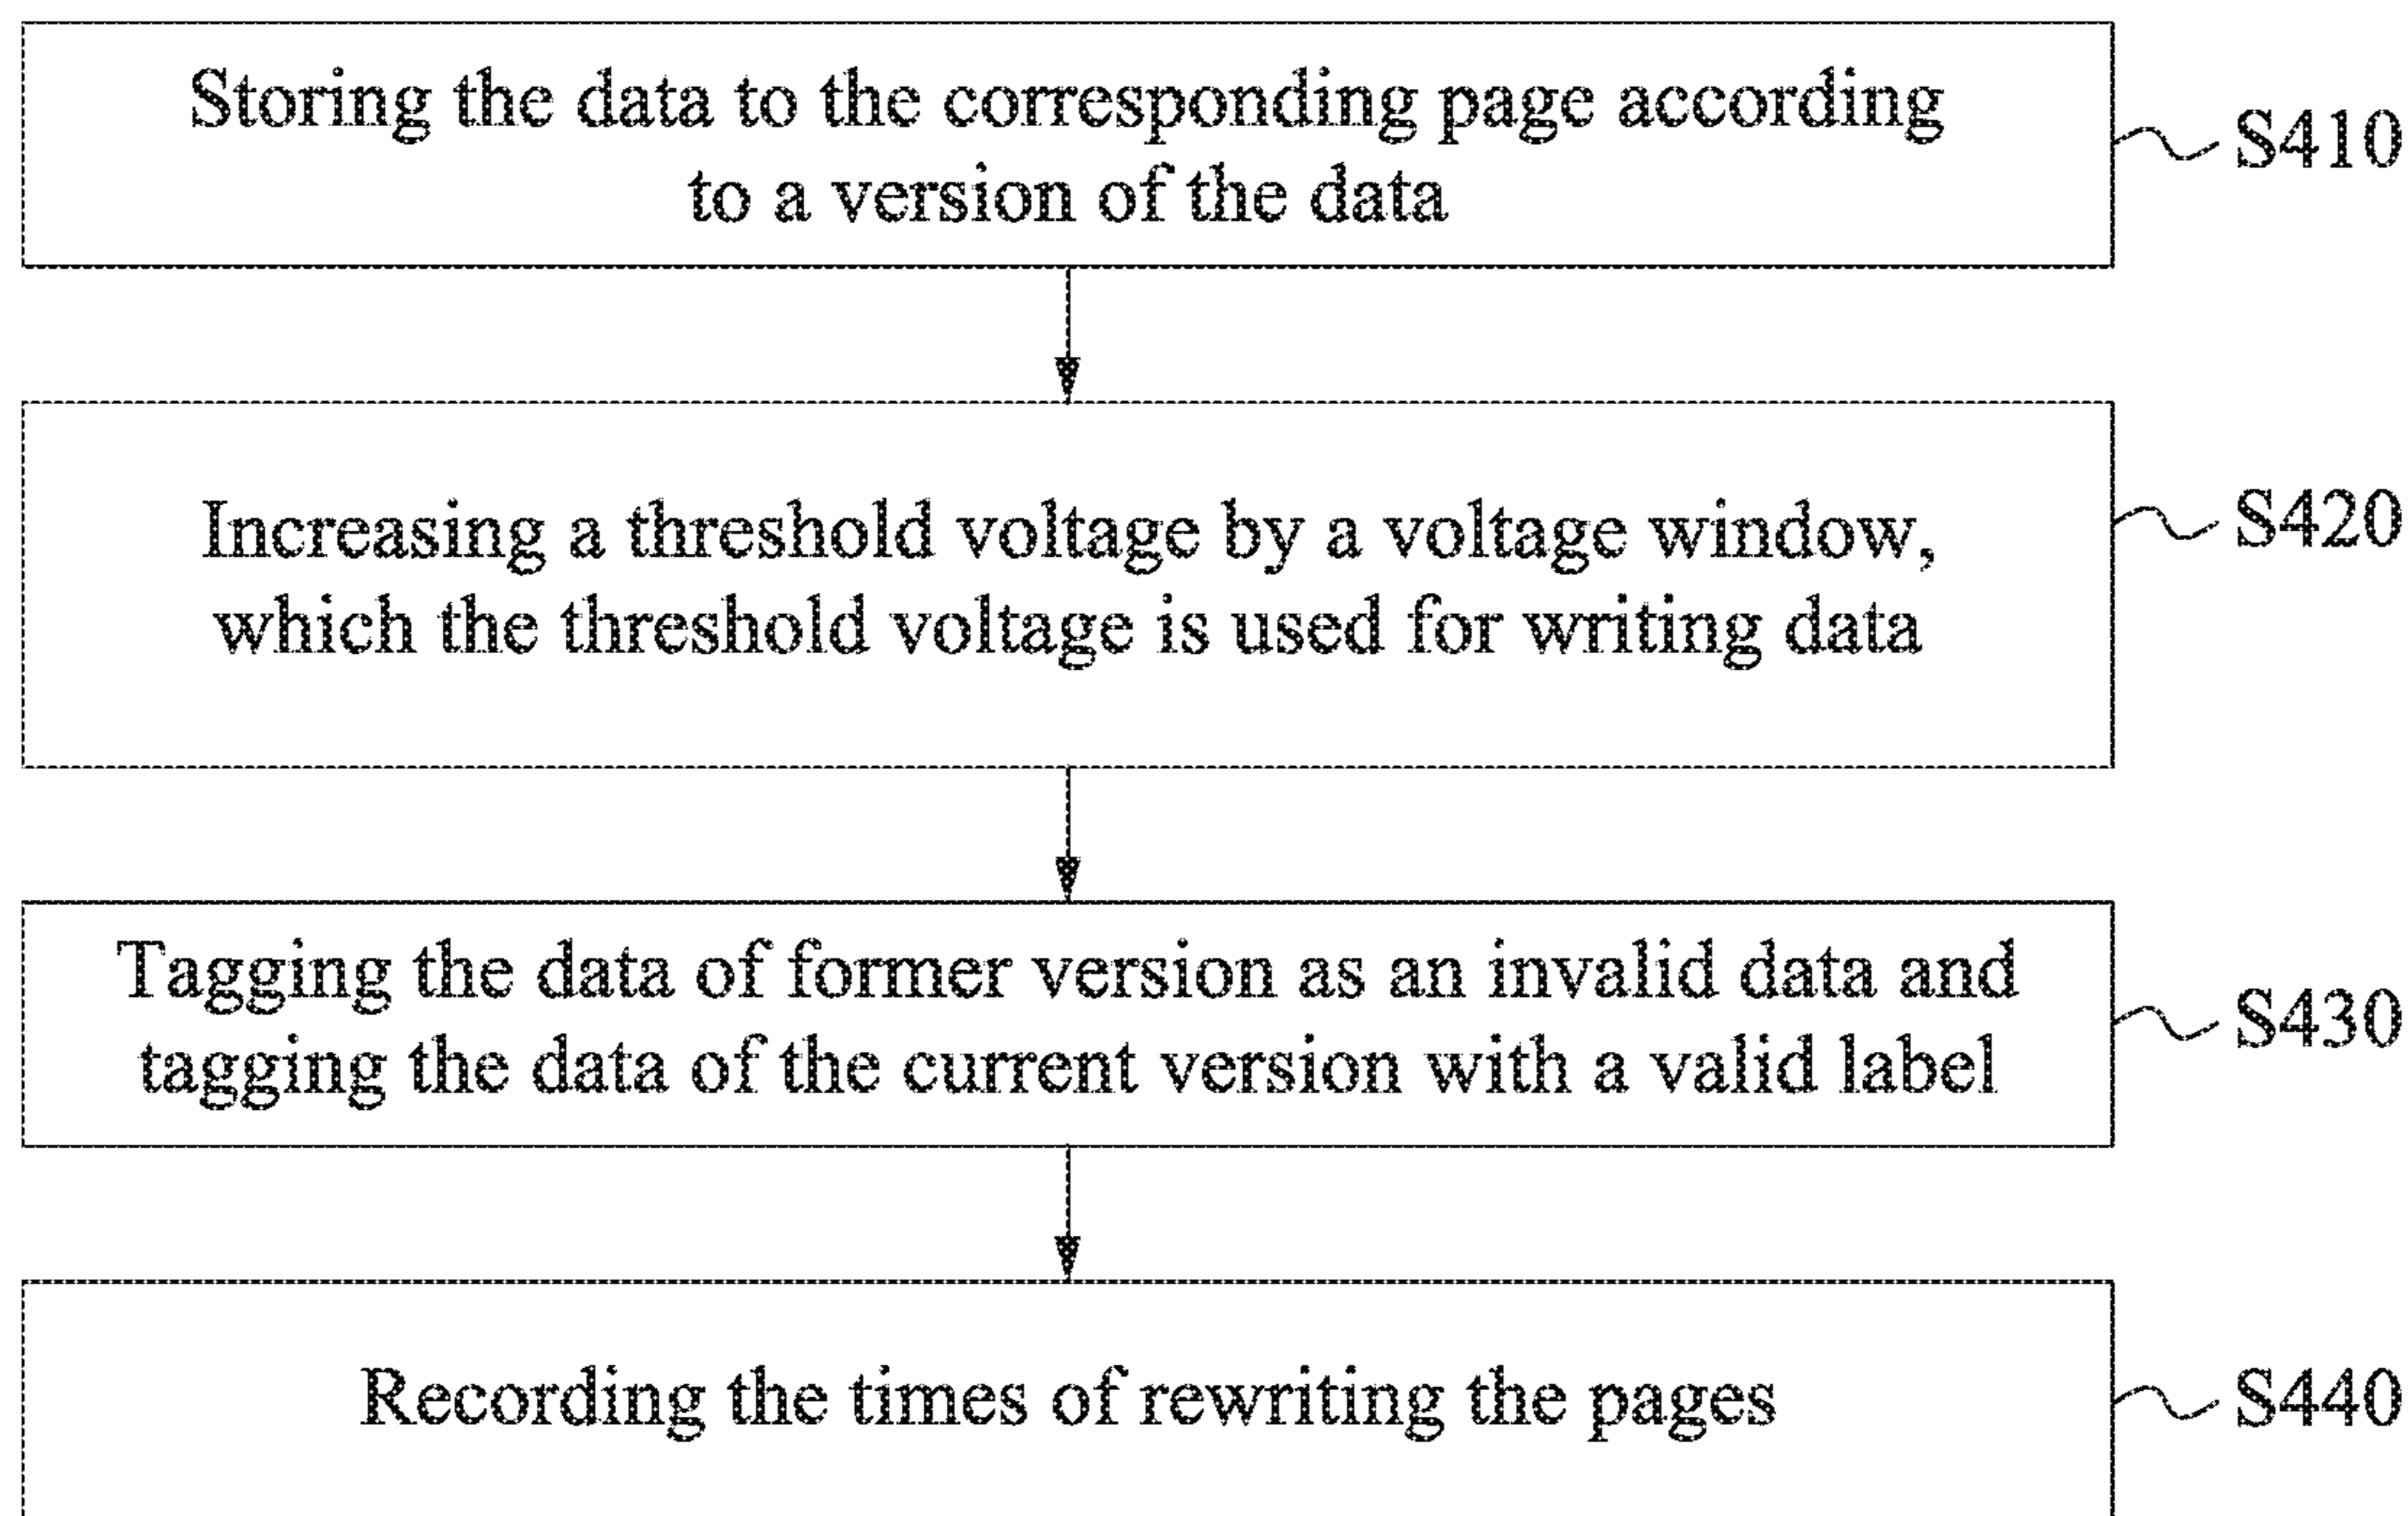 Storing the data to the corresponding page according
to a version of the data
S410
Increasing a threshold voltage by a voltage window,
which the threshold voltage is used for writing data
S420
Tagging the data of former version as an invalid data and
tagging the data of the current version with a valid label
S430
Recording the times of rewriting the pages
S440